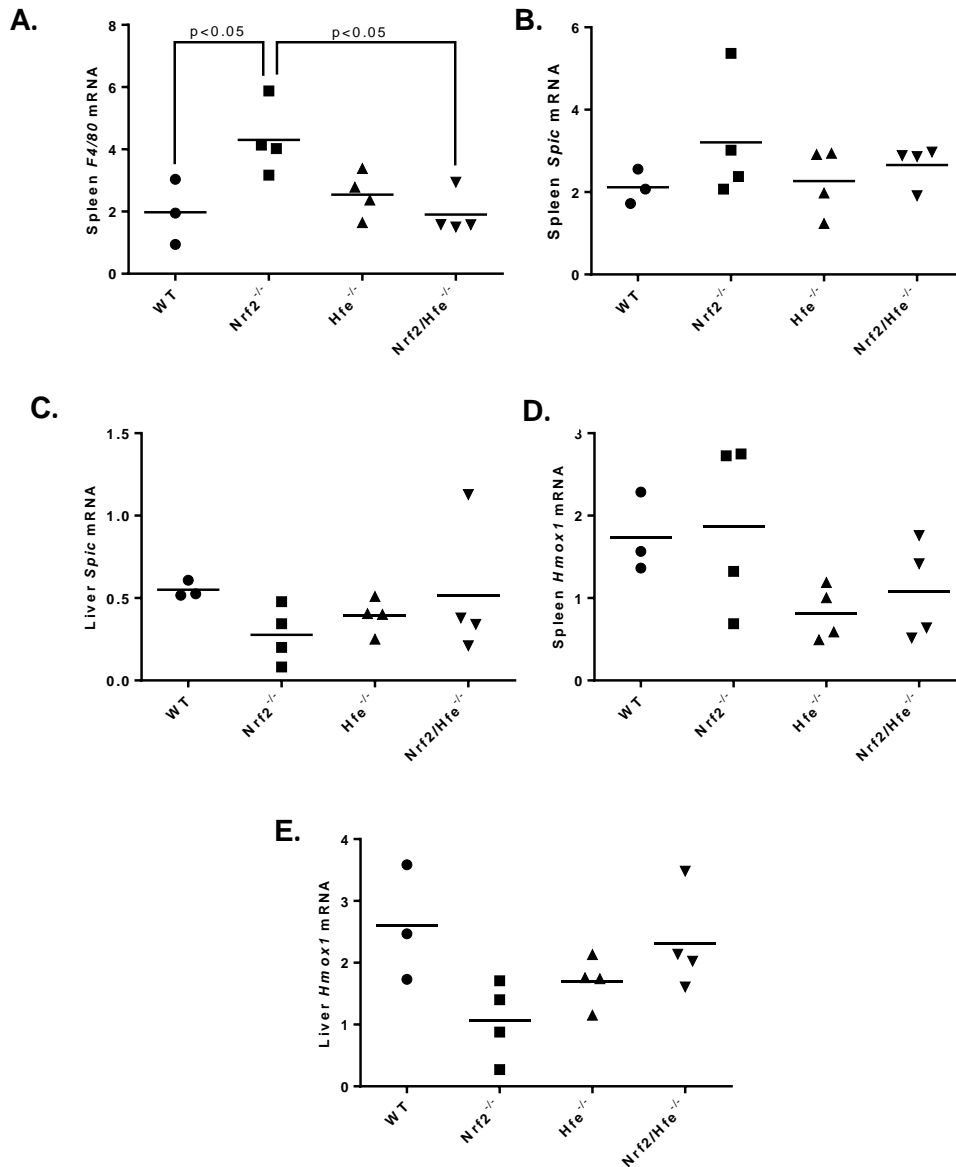 A.
8
6
4
2
0
Spleen F4/80 mRNA
p<0.05
p<0.05
WT
Nrf2-/-
Hfe-/-
Nrf2/Hfe-/-
B.
6
4
2
0
Spleen Spic mRNA
WT
Nrf2-/-
Hfe-/-
Nrf2/Hfe-/-
C.
1.5
1.0
0.5
0.0
Liver Spic mRNA
WT
Nrf2-/-
Hfe-/-
Nrf2/Hfe-/-
D.
3
2
1
0
Spleen Hmox1 mRNA
WT
Nrf2-/-
Hfe-/-
Nrf2/Hfe-/-
E.
4
3
2
1
0
Liver Hmox1 mRNA
WT
Nrf2-/-
Hfe-/-
Nrf2/Hfe-/-